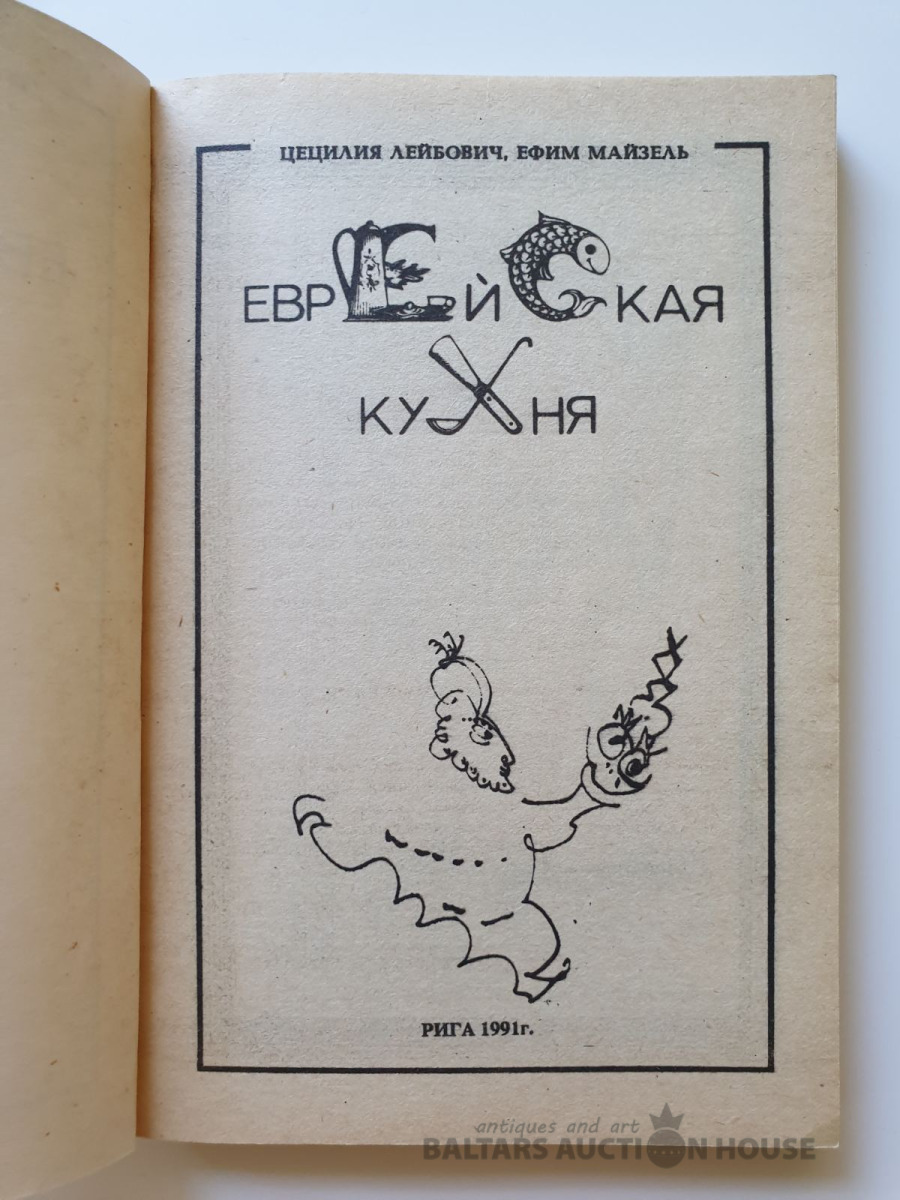 ЦЕЦИЛИЯ ЛЕЙБОВИЧ, ЕФИМ МАЙЗЕЛЬ
ЕВРЕЙСКАЯ
КУХНЯ
РИГА 1991г.
antiques and art
BALTARS AUCTION HOUSE